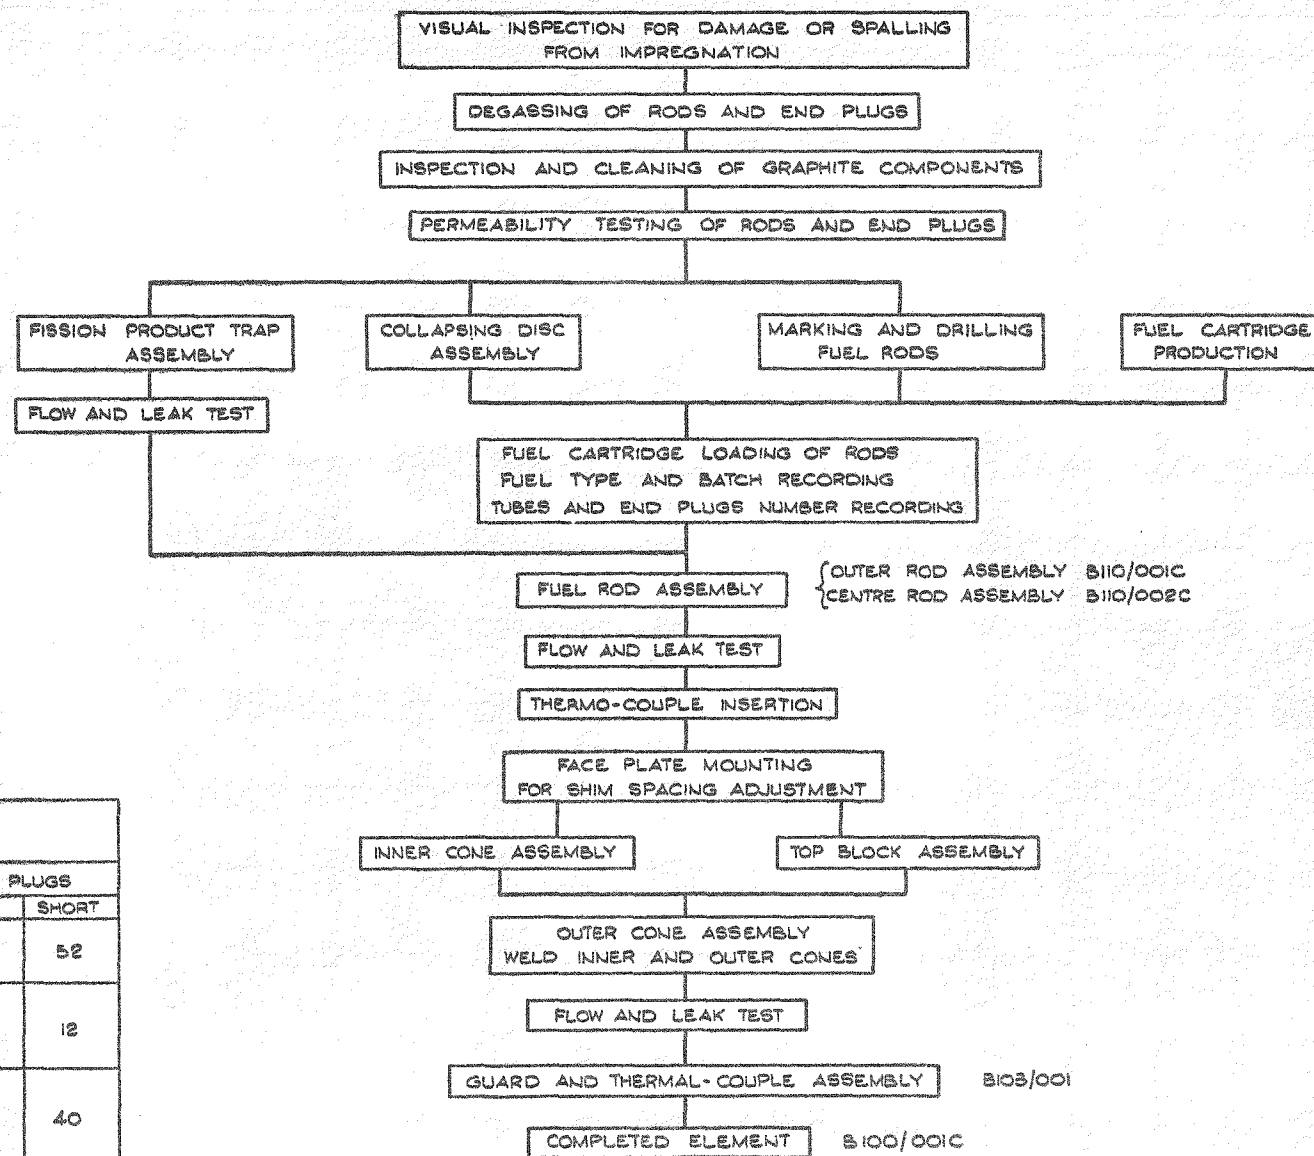 VISUAL INSPECTION FOR DAMAGE OR SPALLING
FROM IMPREGNATION
DEGASSING OF RODS AND END PLUGS
INSPECTION AND CLEANING OF GRAPHITE COMPONENTS
PERMEABILITY TESTING OF RODS AND END PLUGS
FISSION PRODUCT TRAP
ASSEMBLY
COLLAPSING DISC
ASSEMBLY
MARKING AND DRILLING
FUEL RODS
FUEL CARTRIDGE
PRODUCTION
FLOW AND LEAK TEST
FUEL CARTRIDGE LOADING OF RODS
FUEL TYPE AND BATCH RECORDING
TUBES AND END PLUGS NUMBER RECORDING
FUEL ROD ASSEMBLY
OUTER ROD ASSEMBLY B110/001C
CENTRE ROD ASSEMBLY B110/002C
FLOW AND LEAK TEST
THERMO-COUPLE INSERTION
FACE PLATE MOUNTING
FOR SHIM SPACING ADJUSTMENT
INNER CONE ASSEMBLY
TOP BLOCK ASSEMBLY
OUTER CONE ASSEMBLY
WELD INNER AND OUTER CONES
FLOW AND LEAK TEST
GUARD AND THERMAL-COUPLE ASSEMBLY B103/001
COMPLETED ELEMENT B100/001C
PLUGS
SHORT
52
12
40